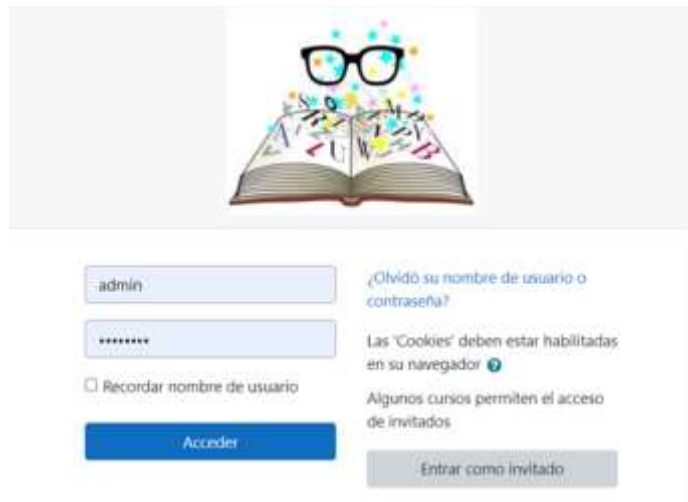 admin
••••••••
Recordar nombre de usuario
Acceder
¿Olvidó su nombre de usuario o
contraseña?
Las 'Cookies' deben estar habilitadas
en su navegador
Algunos cursos permiten el acceso
de invitados
Entrar como invitado